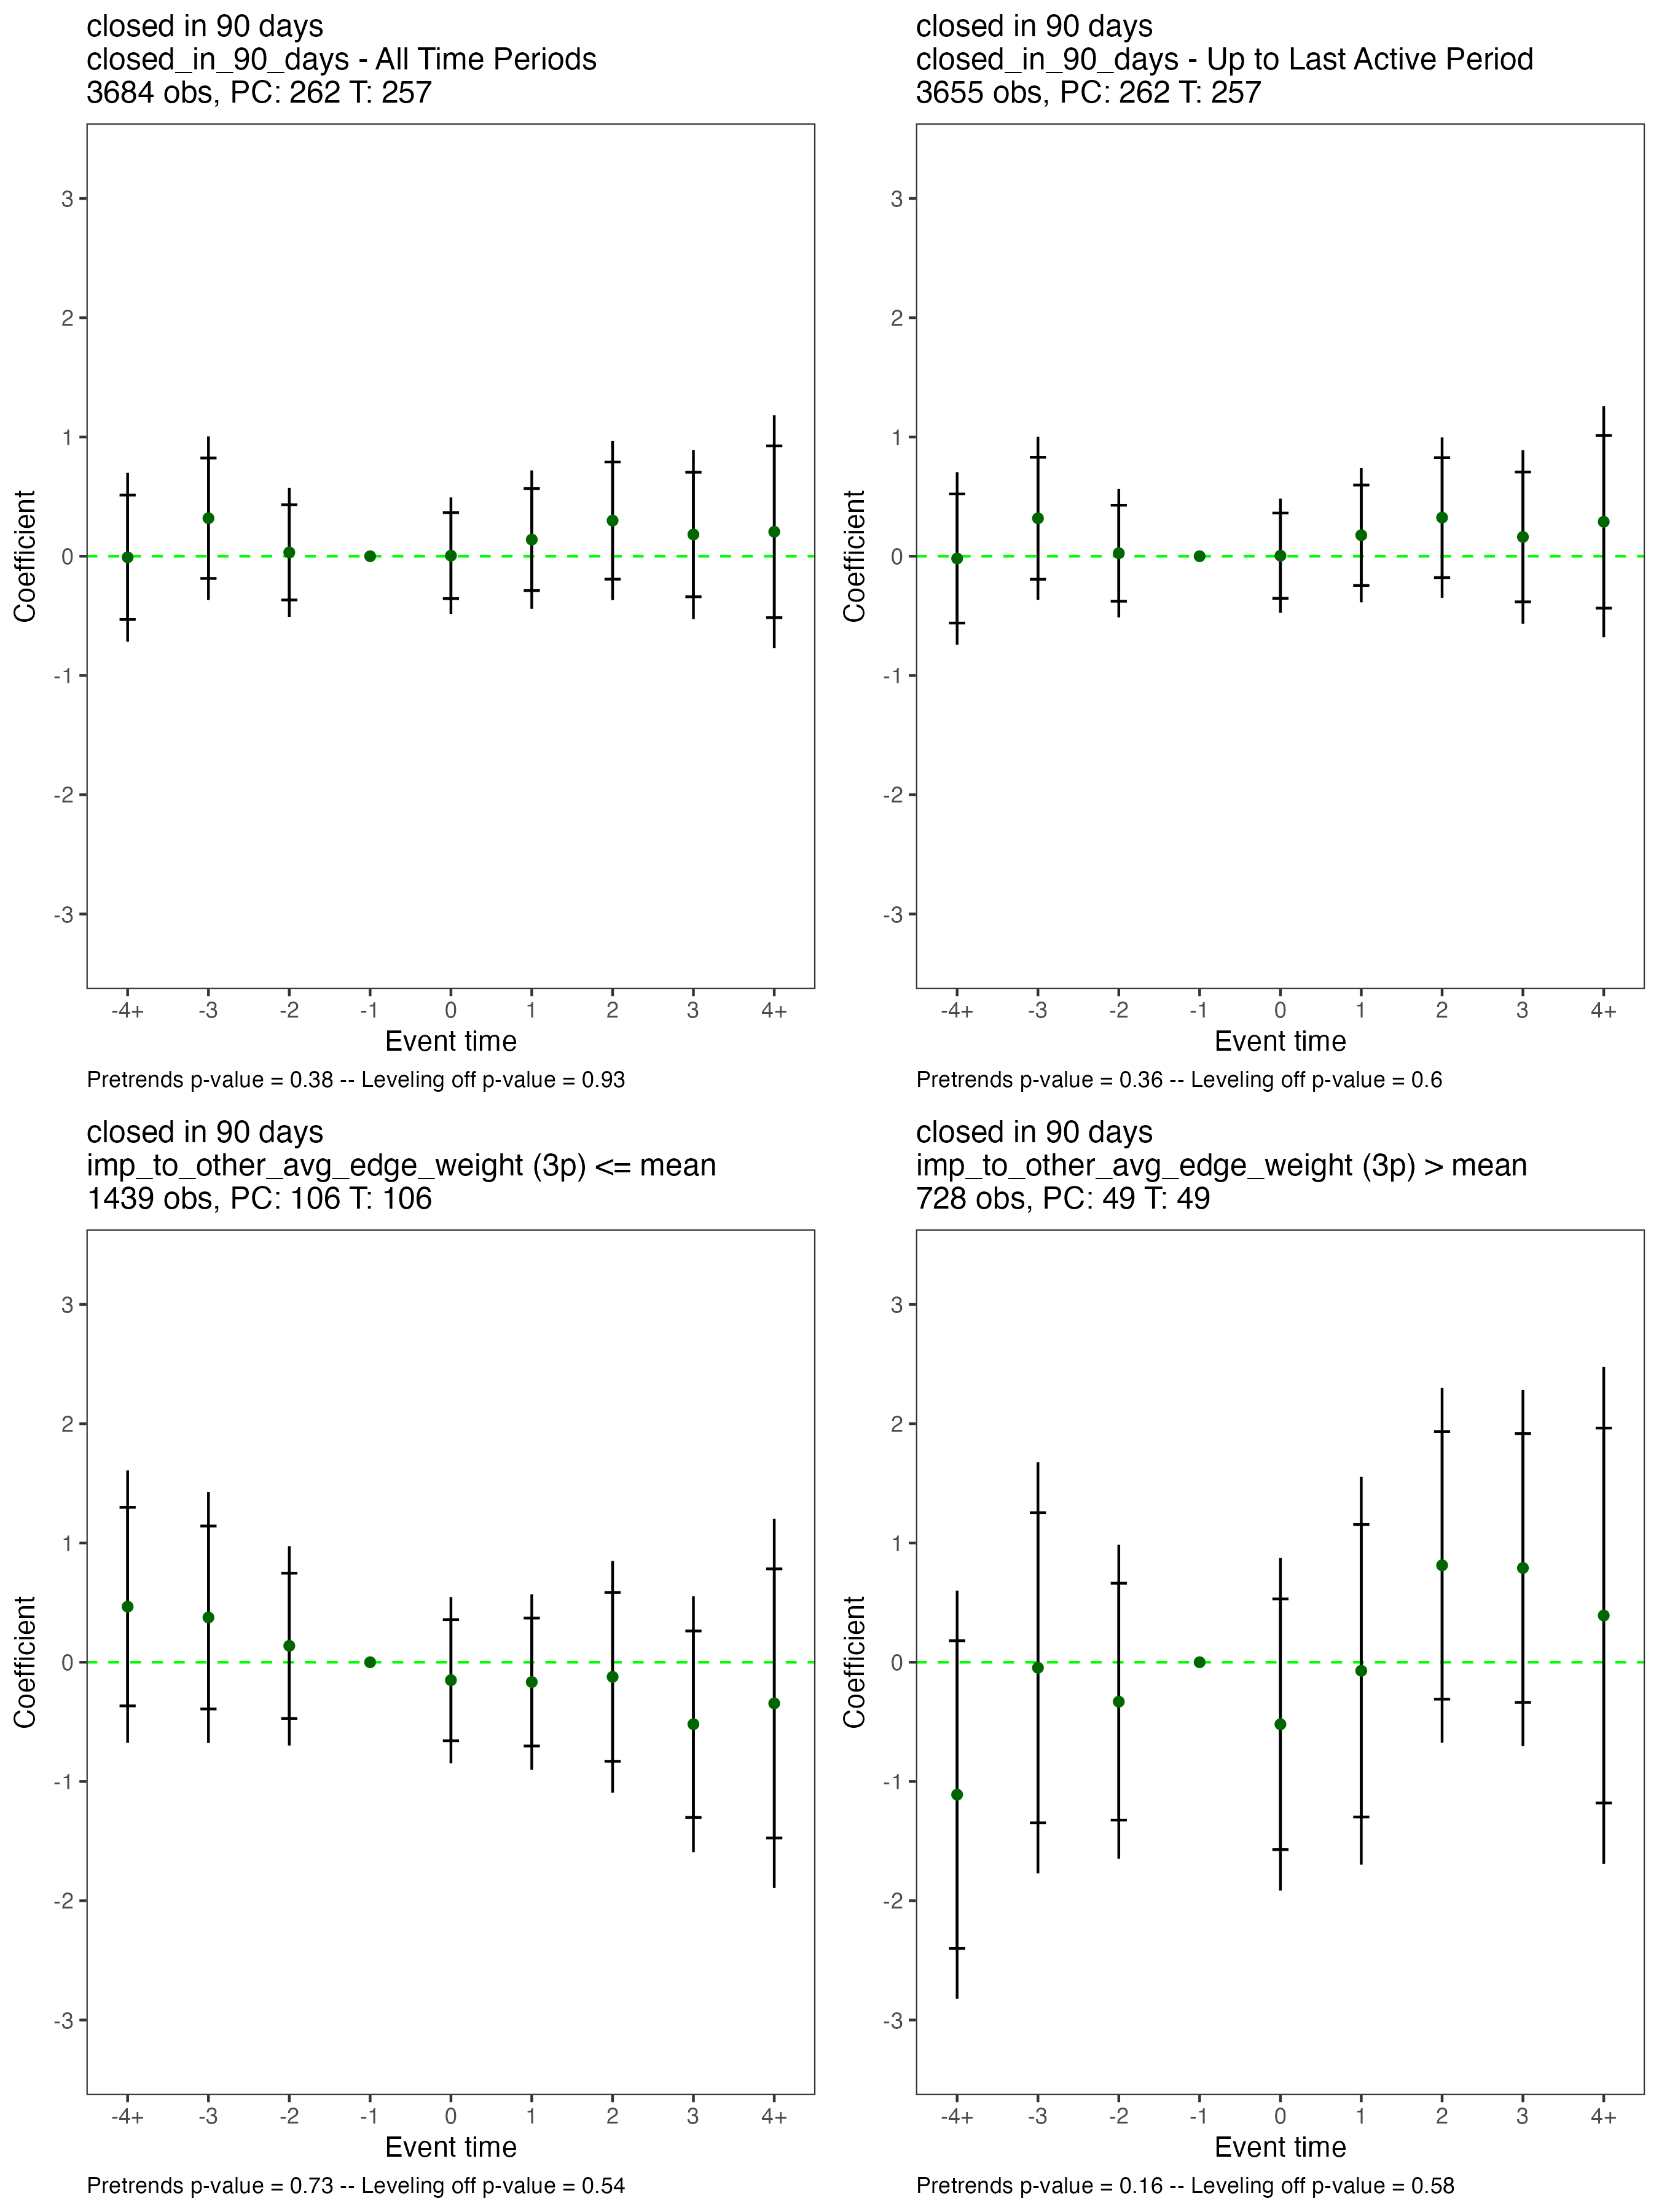 closed in 90 days
closed_in_90_days - All Time Periods
3684 obs, PC: 262 T: 257
3
2
1
0
-1
-2
-3
Coefficient
-4+ -3 -2 -1 0 1 2 3 4+
Event time
Pretrends p-value = 0.38 -- Leveling off p-value = 0.93
closed in 90 days
closed_in_90_days - Up to Last Active Period
3655 obs, PC: 262 T: 257
3
2
1
0
-1
-2
-3
Coefficient
-4+ -3 -2 -1 0 1 2 3 4+
Event time
Pretrends p-value = 0.36 -- Leveling off p-value = 0.6
closed in 90 days
imp_to_other_avg_edge_weight (3p) <= mean
1439 obs, PC: 106 T: 106
3
2
1
0
-1
-2
-3
Coefficient
-4+ -3 -2 -1 0 1 2 3 4+
Event time
Pretrends p-value = 0.73 -- Leveling off p-value = 0.54
closed in 90 days
imp_to_other_avg_edge_weight (3p) > mean
728 obs, PC: 49 T: 49
3
2
1
0
-1
-2
-3
Coefficient
-4+ -3 -2 -1 0 1 2 3 4+
Event time
Pretrends p-value = 0.16 -- Leveling off p-value = 0.58